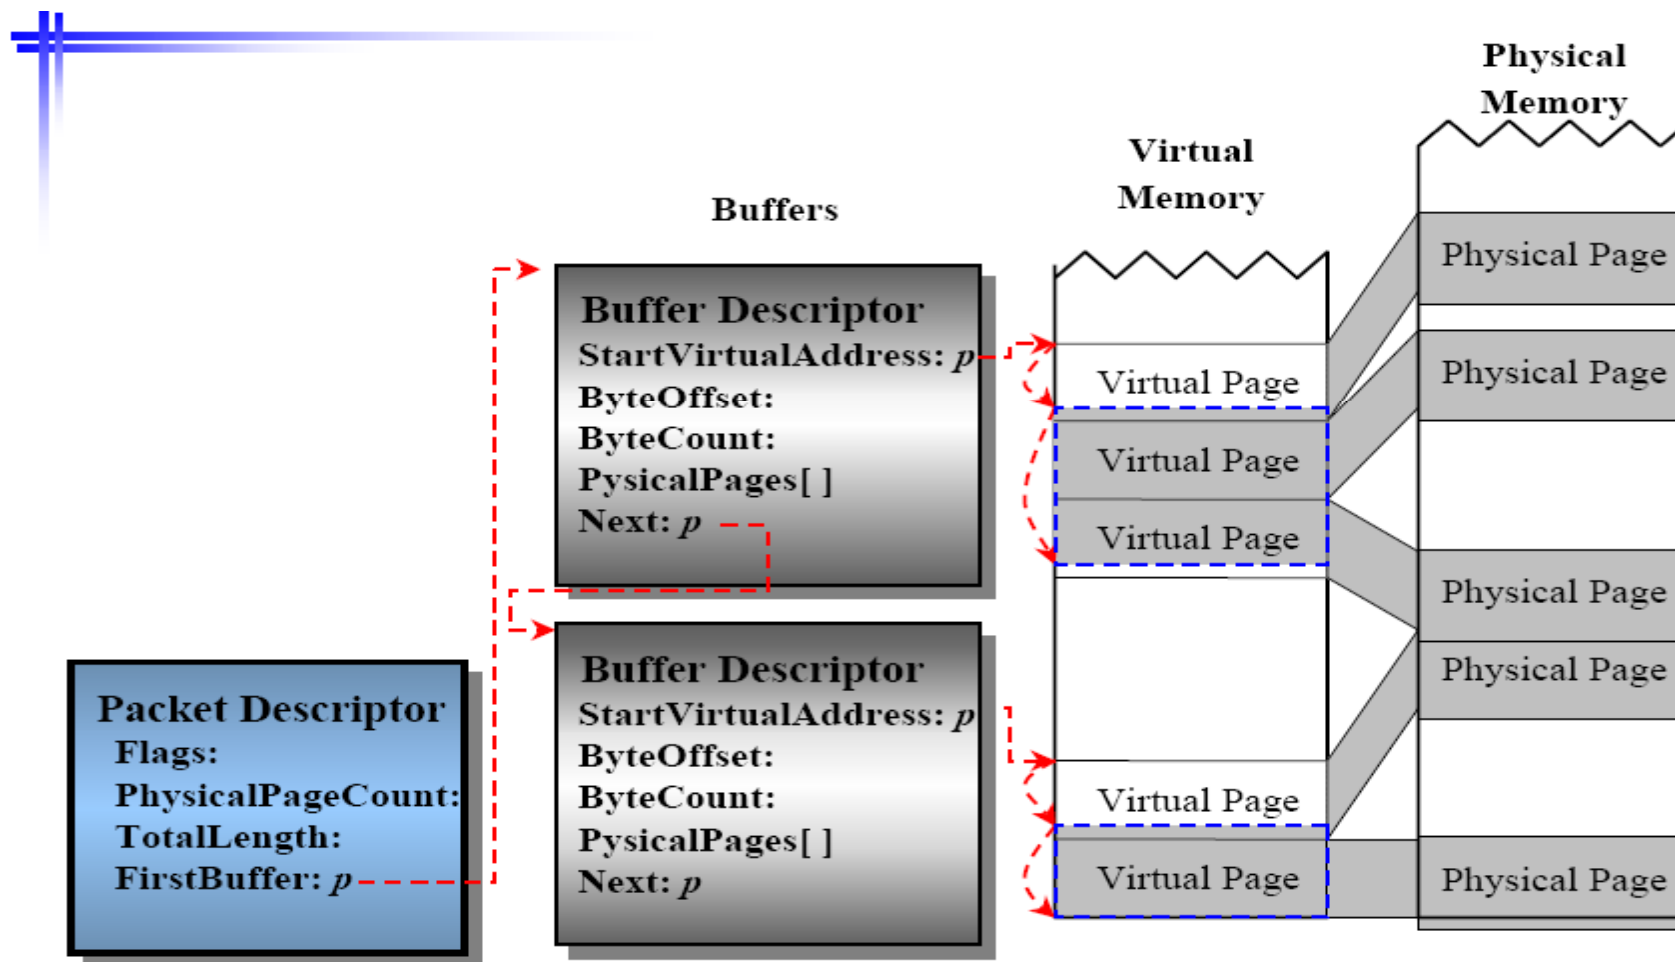 Physical
Memory
Virtual
Memory
Buffers
Buffer Descriptor
StartVirtualAddress: p
ByteOffset:
ByteCount:
PysicalPages[ ]
Next: p
Buffer Descriptor
StartVirtualAddress: p
ByteOffset:
ByteCount:
PysicalPages[ ]
Next: p
Packet Descriptor
Flags:
PhysicalPageCount:
TotalLength:
FirstBuffer: p
Virtual Page
Virtual Page
Virtual Page
Virtual Page
Virtual Page
Physical Page
Physical Page
Physical Page
Physical Page
Physical Page